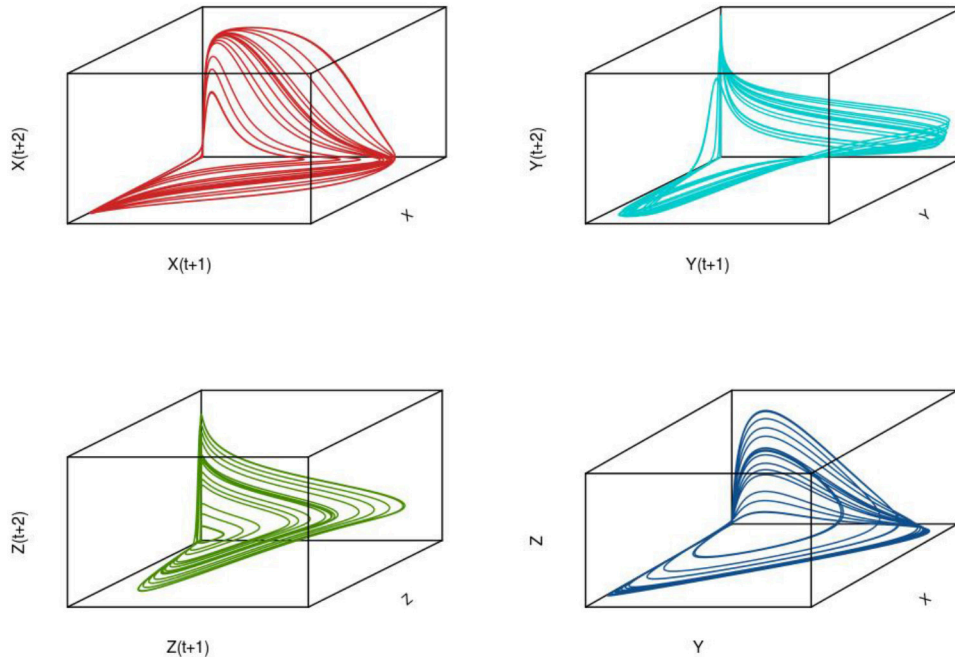 X(t+2)
X
X(t+1)
Y(t+2)
Y
Y(t+1)
Z(t+2)
Z
Z(t+1)
Z
X
Y